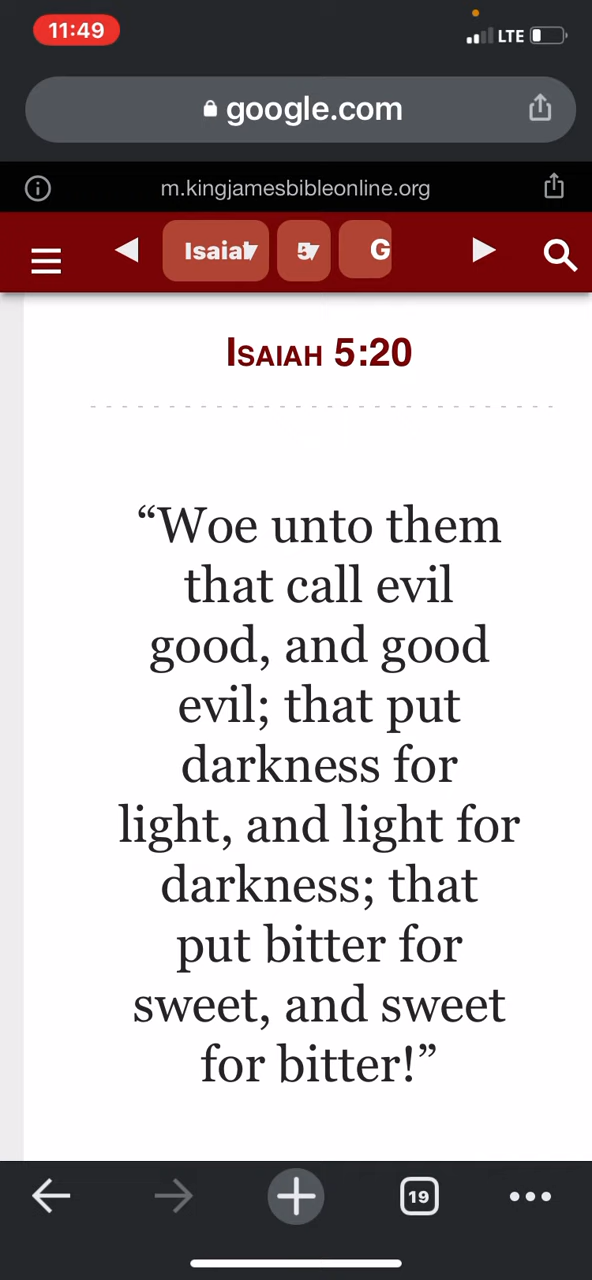 11:49
LTE
google.com
m.kingjamesbibleonline.org
Isaiah 5 G
ISAIAH 5:20
“Woe unto them
that call evil
good, and good
evil; that put
darkness for
light, and light for
darkness; that
put bitter for
sweet, and sweet
for bitter!”
19